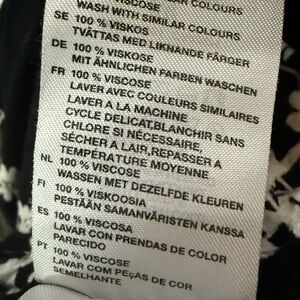 WASH WITH SIMILAR COLOURS
SE 100 % VISKOS
TVÄTTAS MED LIKNANDE FÄRGER
DE 100 % VISKOSE
MIT ÄHNLICHEN FARBEN WASCHEN
FR 100 % VISCOSE
LAVER AVEC COULEURS SIMILAIRES
LAVER A LA MACHINE
CYCLE DELICAT,BLANCHIR SANS
CHLORE SI NÉCESSAIRE,
SÉCHER A LAIR,REPASSER A
TEMPÉRATURE MOYENNE
NL 100 % VISCOSE
WASSEN MET DEZELFDE KLEUREN
FI 100 % VISKOOSIA
PESTÄÄN SAMANVÄRISTEN KANSSA
ES 100 % VISCOSA
LAVAR CON PRENDAS DE COLOR
PARECIDO
PT 100 % VISCOSE
LAVAR COM PEÇAS DE COR
SEMELHANTE